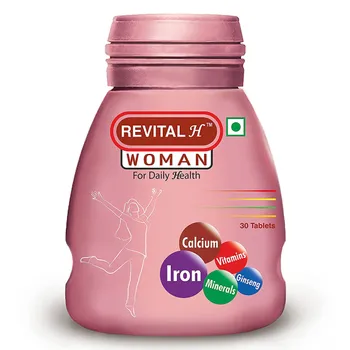 REVITAL H™
WOMAN
For Daily Health
30 Tablets
Calcium
Vitamins
Iron
Minerals
Ginseng